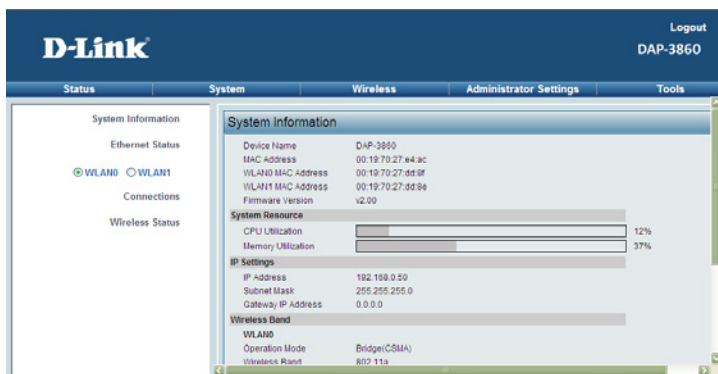 Logout
D-Link
DAP-3860
Status System Wireless Administrator Settings Tools
System Information
Ethernet Status
WLAN0 WLAN1
Connections
Wireless Status
System Information
Device Name DAP-3860
MAC Address 00:19:70:27:e4:ac
WLAN0 MAC Address 00:19:70:27:dd:8f
WLAN1 MAC Address 00:19:70:27:dd:8e
Firmware Version v2.00
System Resource
CPU Utilization 12%
Memory Utilization 37%
IP Settings
IP Address 192.168.0.50
Subnet Mask 255.255.255.0
Gateway IP Address 0.0.0.0
Wireless Band
WLAN0
Operation Mode Bridge(CSMA)
Wireless Band 802.11a